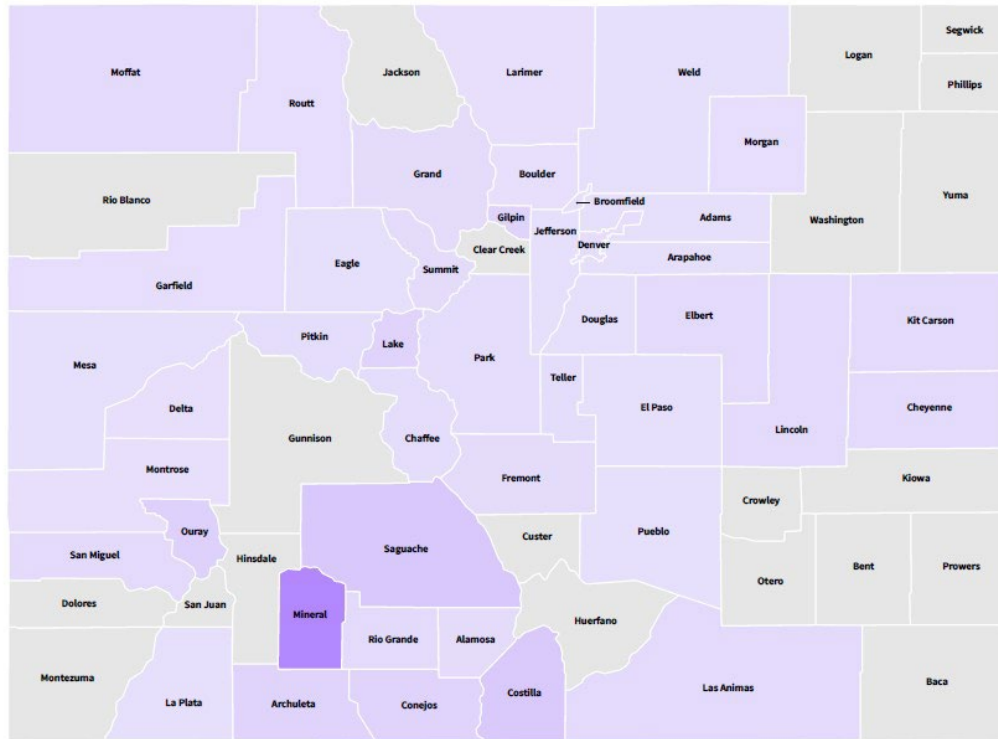 Segwick
Logan
Jackson
Moffat
Larimer
Weld
Phillips
Routt
Morgan
Grand
Boulder
Yuma
Rio Blanco
Broomfield
Gilpin
Adams
Washington
Jefferson
Denver
Clear Creek
Arapahoe
Eagle
Summit
Garfield
Elbert
Kit Carson
Douglas
Pitkin
Lake
Park
Mesa
Teller
El Paso
Cheyenne
Delta
Lincoln
Gunnison
Chaffee
Montrose
Fremont
Kiowa
Crowley
Ouray
Pueblo
Custer
Saguache
San Miguel
Hinsdale
Bent
Prowers
Otero
Dolores
San Juan
Mineral
Huerfano
Rio Grande
Alamosa
Montezuma
Baca
Las Animas
Costilla
La Plata
Archuleta
Conejos